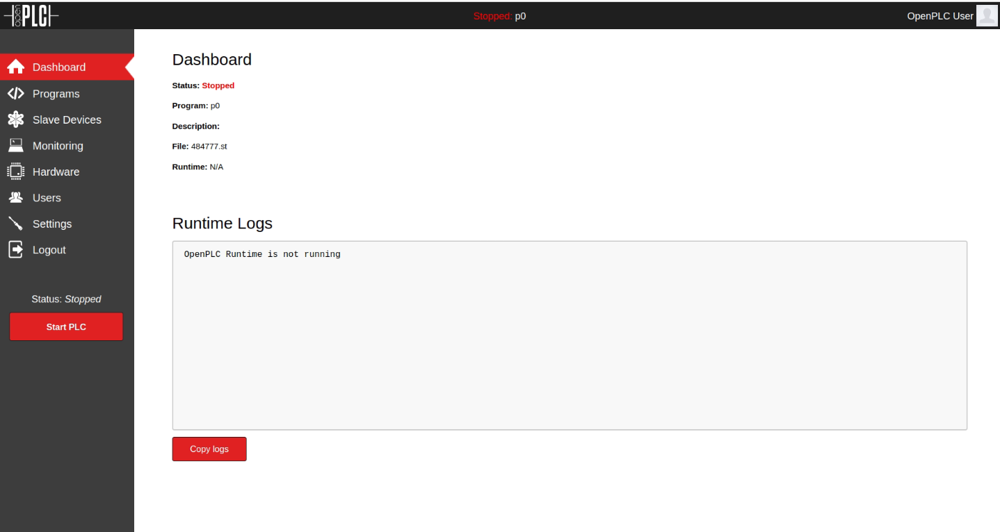 open PLC
Stopped: p0
OpenPLC User
Dashboard
Programs
Slave Devices
Monitoring
Hardware
Users
Settings
Logout
Status: Stopped
Start PLC
Dashboard
Status: Stopped
Program: p0
Description:
File: 484777.st
Runtime: N/A
Runtime Logs
OpenPLC Runtime is not running
Copy logs